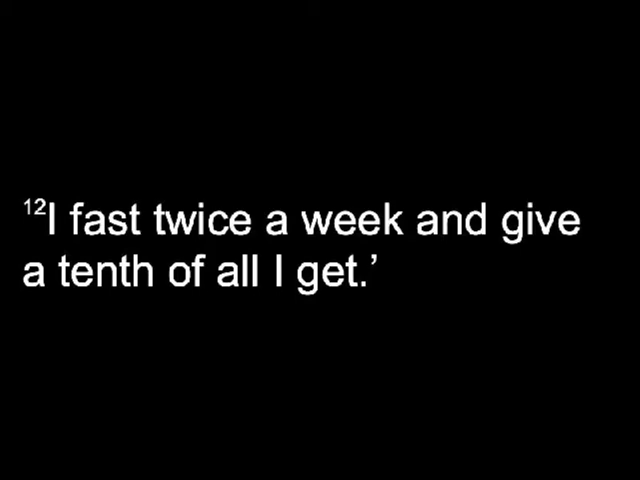 ¹²I fast twice a week and give
a tenth of all I get.’